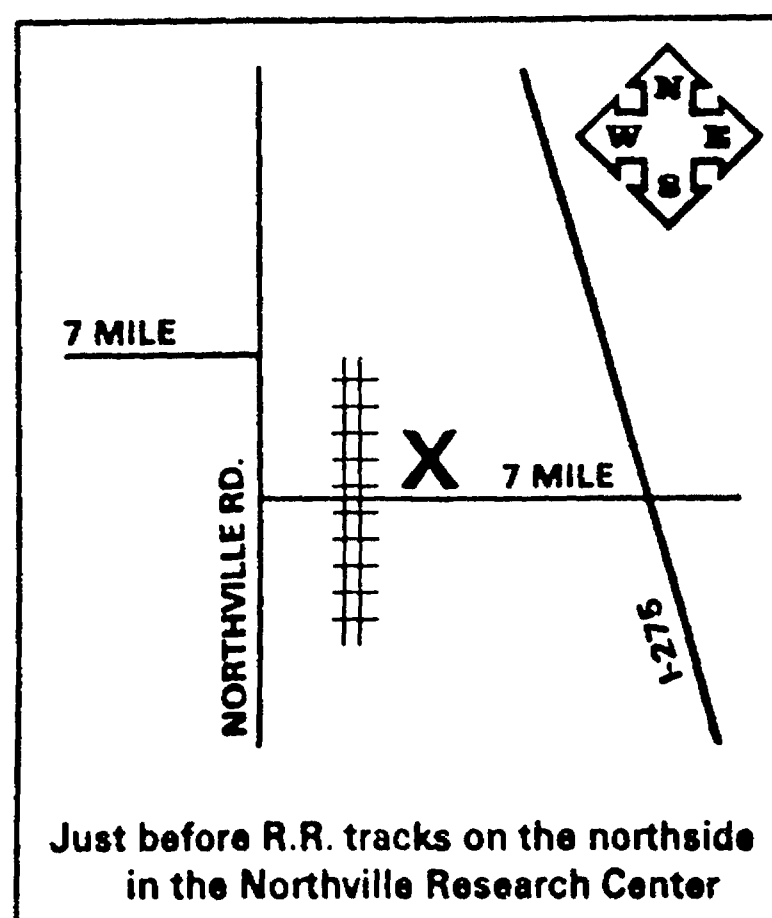 N
W E
S
7 MILE
X
7 MILE
NORTHVILLE RD.
I-275
Just before R.R. tracks on the northside
in the Northville Research Center